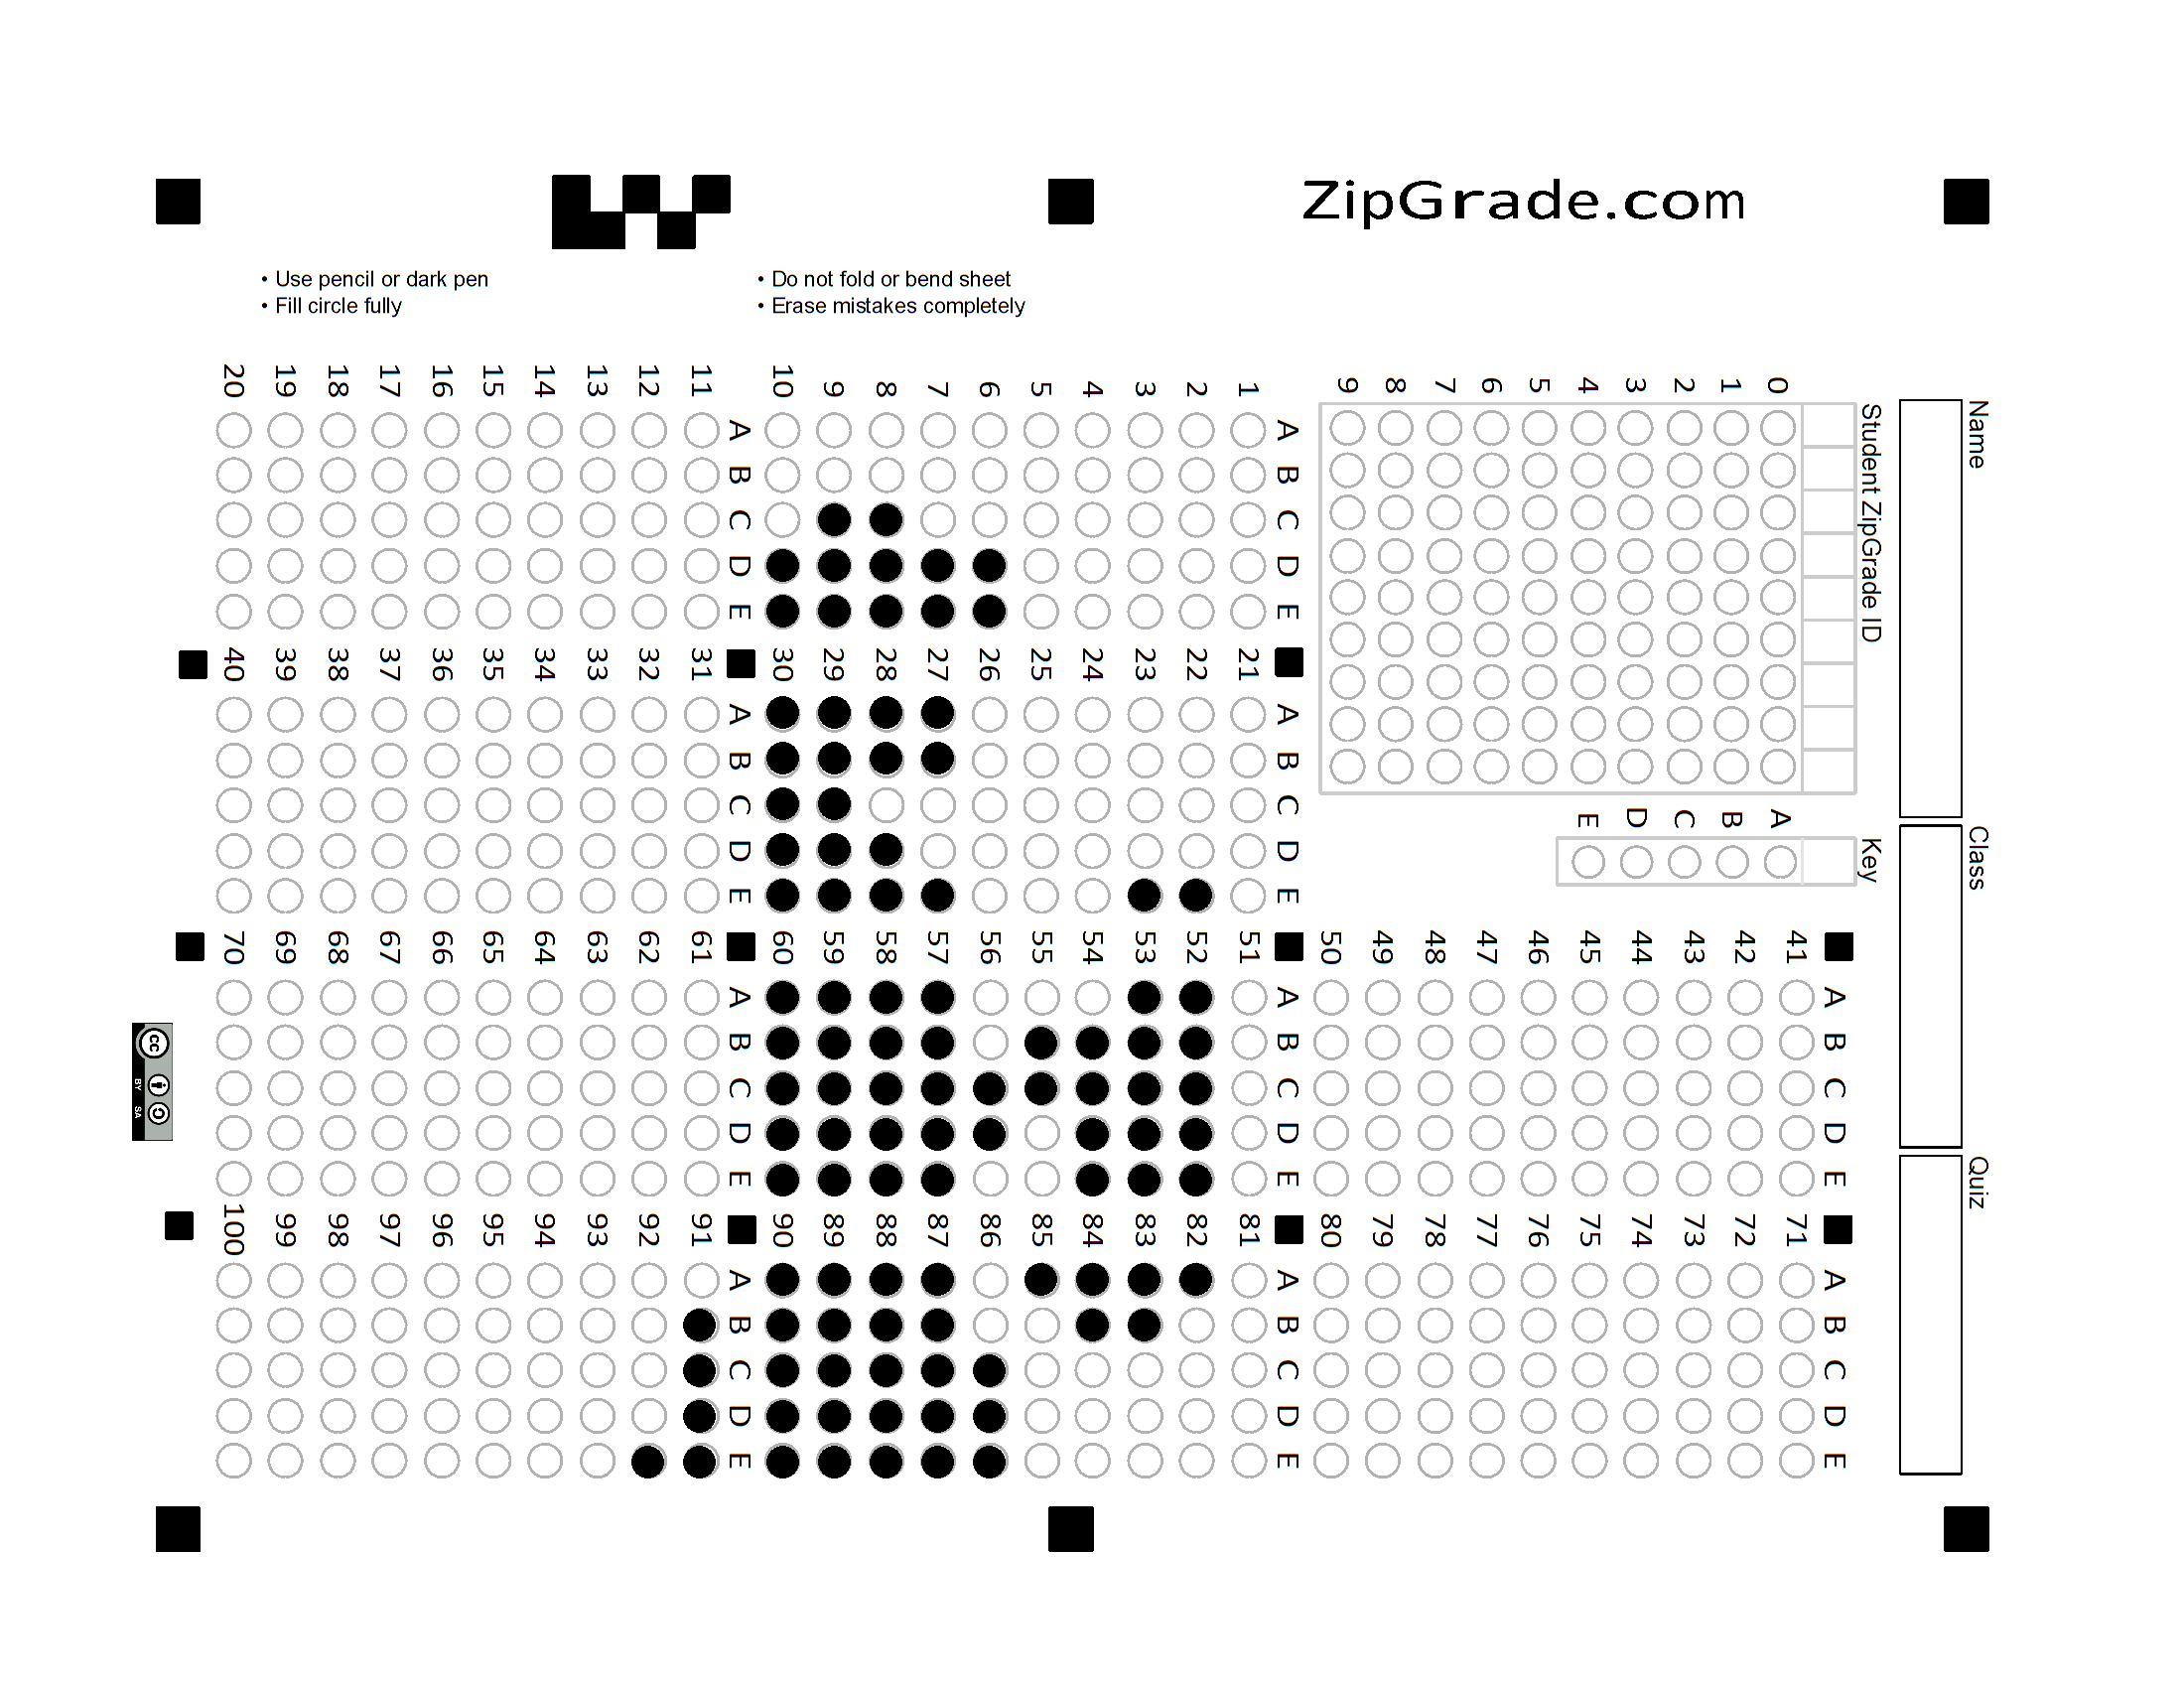 ZipGrade.com
• Use pencil or dark pen
• Fill circle fully
• Do not fold or bend sheet
• Erase mistakes completely
Name
Class
Quiz
Student ZipGrade ID
0 1 2 3 4 5 6 7 8 9
Key
A B C D E
A B C D E
1 2 3 4 5 6 7 8 9 10
A B C D E
11 12 13 14 15 16 17 18 19 20
A B C D E
21 22 23 24 25 26 27 28 29 30
A B C D E
31 32 33 34 35 36 37 38 39 40
A B C D E
41 42 43 44 45 46 47 48 49 50
A B C D E
51 52 53 54 55 56 57 58 59 60
A B C D E
61 62 63 64 65 66 67 68 69 70
A B C D E
71 72 73 74 75 76 77 78 79 80
A B C D E
81 82 83 84 85 86 87 88 89 90
A B C D E
91 92 93 94 95 96 97 98 99 100
A B C D E
cc BY SA